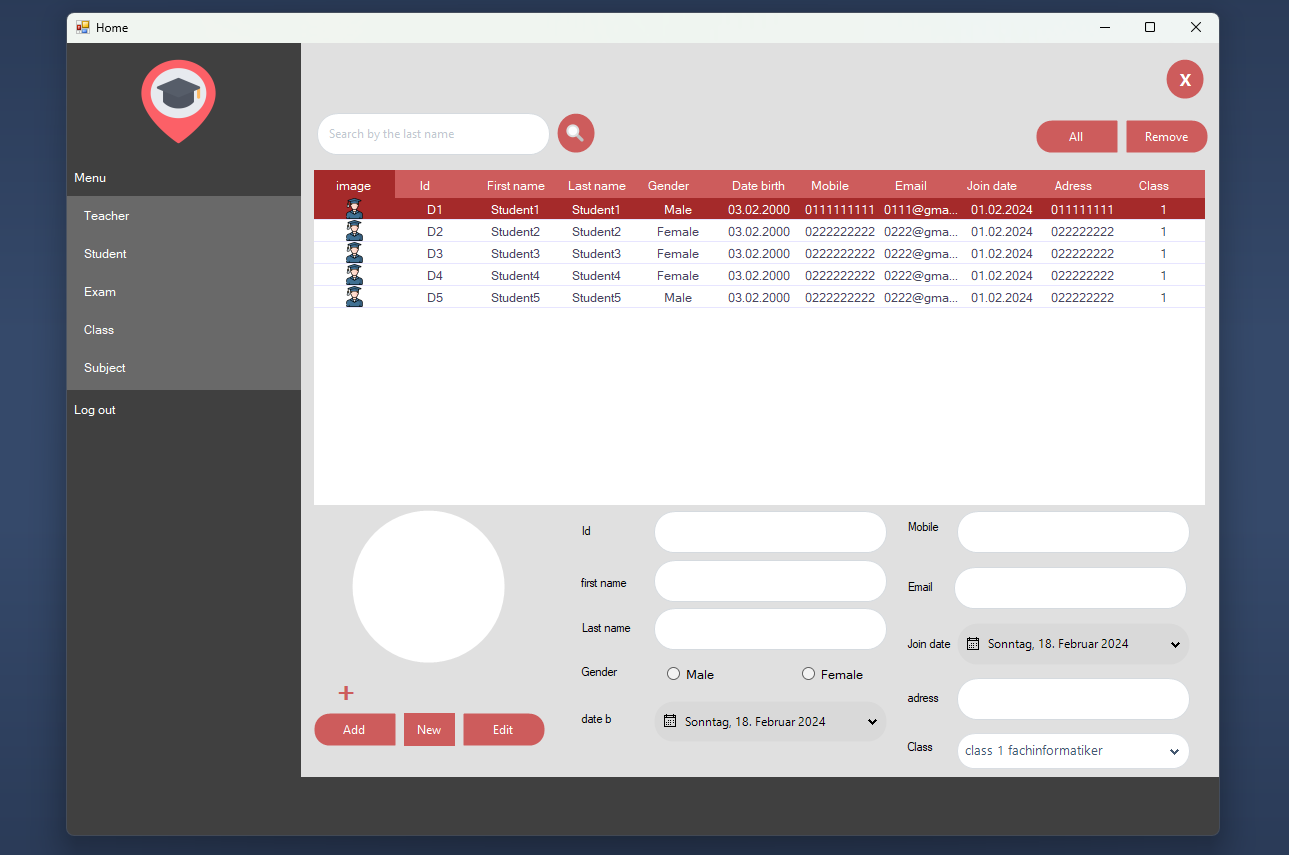 Home
X
Search by the last name
All Remove
Menu
image Id First name Last name Gender Date birth Mobile Email Join date Adress Class
D1 Student1 Student1 Male 03.02.2000 0111111111 0111@gma... 01.02.2024 011111111 1
Teacher
D2 Student2 Student2 Female 03.02.2000 0222222222 0222@gma... 01.02.2024 022222222 1
Student
D3 Student3 Student3 Female 03.02.2000 0222222222 0222@gma... 01.02.2024 022222222 1
D4 Student4 Student4 Female 03.02.2000 0222222222 0222@gma... 01.02.2024 022222222 1
Exam
D5 Student5 Student5 Male 03.02.2000 0222222222 0222@gma... 01.02.2024 022222222 1
Class
Subject
Log out
Id
Mobile
first name
Email
Last name
Join date Sonntag, 18. Februar 2024
Gender Male Female
adress
date b Sonntag, 18. Februar 2024
Add New Edit
Class class 1 fachinformatiker